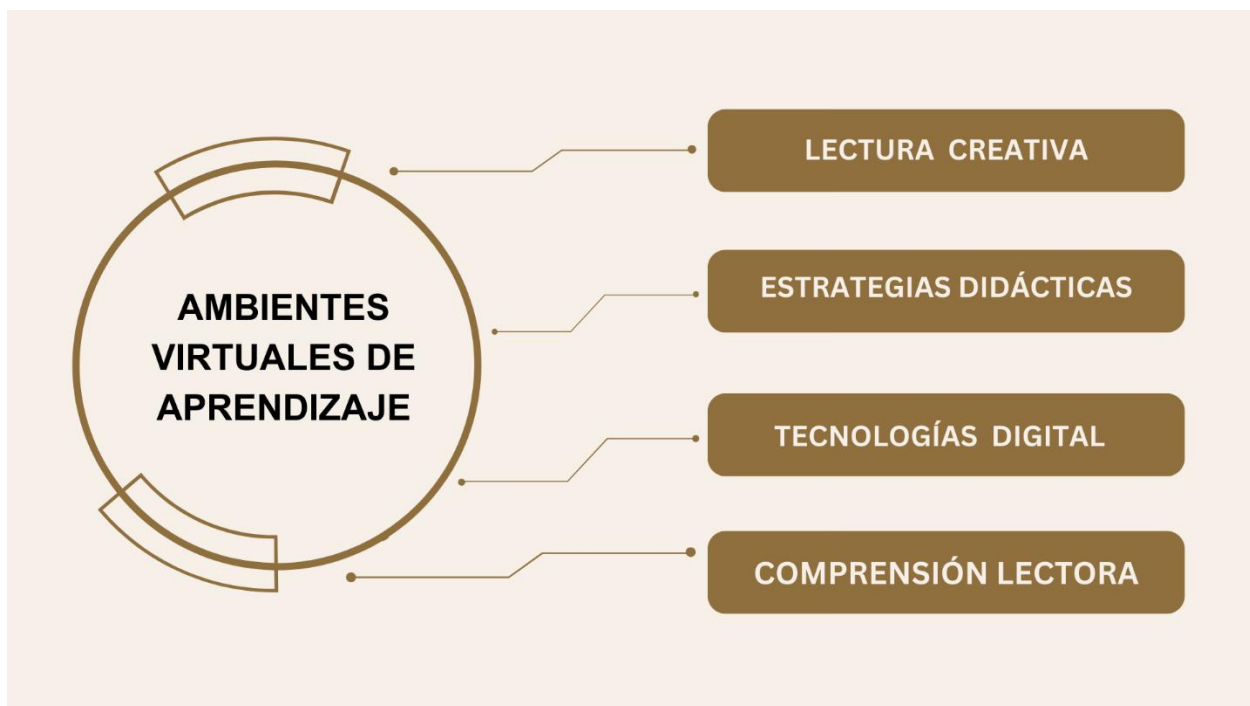 AMBIENTES
VIRTUALES DE
APRENDIZAJE
LECTURA CREATIVA
ESTRATEGIAS DIDÁCTICAS
TECNOLOGÍAS DIGITAL
COMPRENSIÓN LECTORA